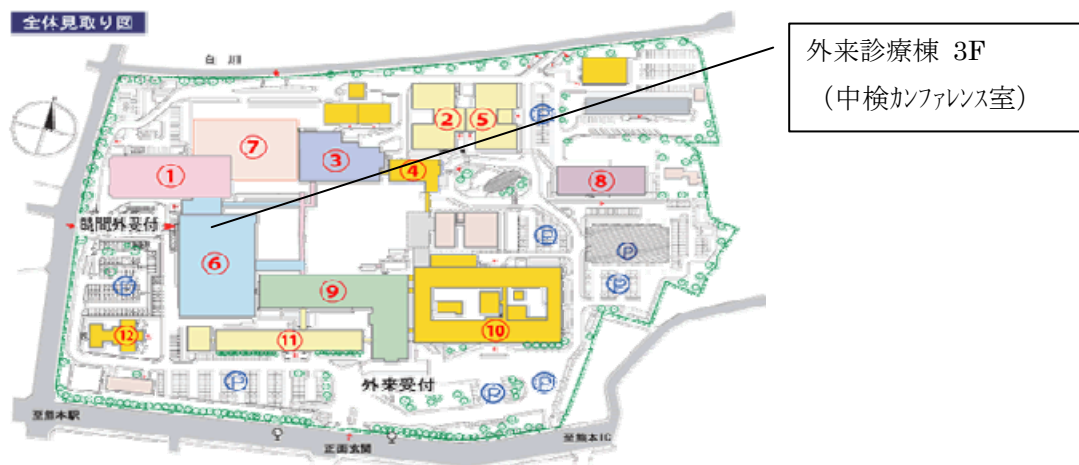 全体見取り図
白 川
外来診療棟 3F
（中検カンファレンス室）
②
⑤
Ⓟ
⑦
③
④
①
⑧
時間外受付
⑥
Ⓟ
Ⓟ
Ⓟ
Ⓟ
⑨
⑫
⑩
⑪
外来受付
Ⓟ
Ⓟ
Ⓟ
至熊本駅
正面玄関
至熊本IC